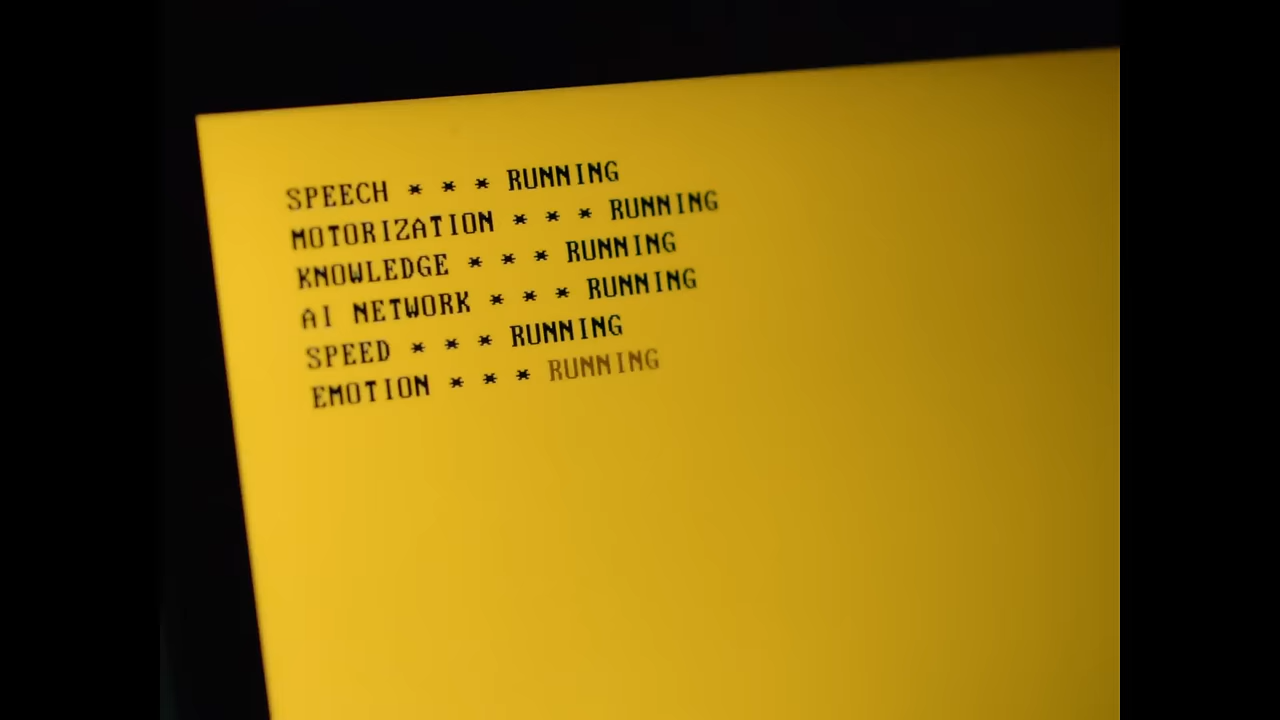 SPEECH * * * RUNNING
MOTORIZATION * * * RUNNING
KNOWLEDGE * * * RUNNING
AI NETWORK * * * RUNNING
SPEED * * * RUNNING
EMOTION * * * RUNNING